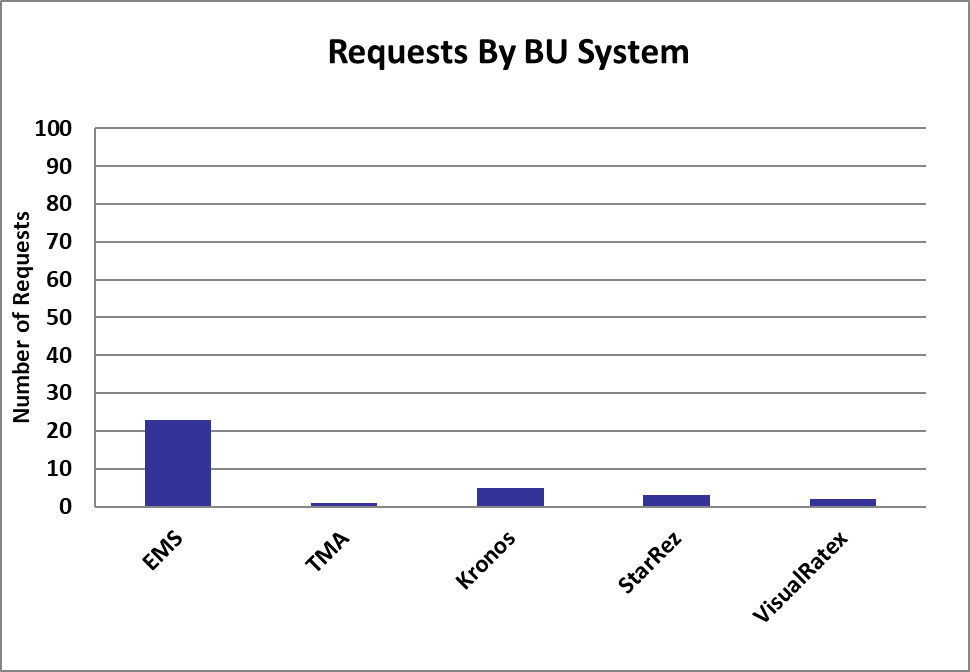 Requests By BU System
Number of Requests
100
90
80
70
60
50
40
30
20
10
0
EMS
TMA
Kronos
StarRez
VisualRatex